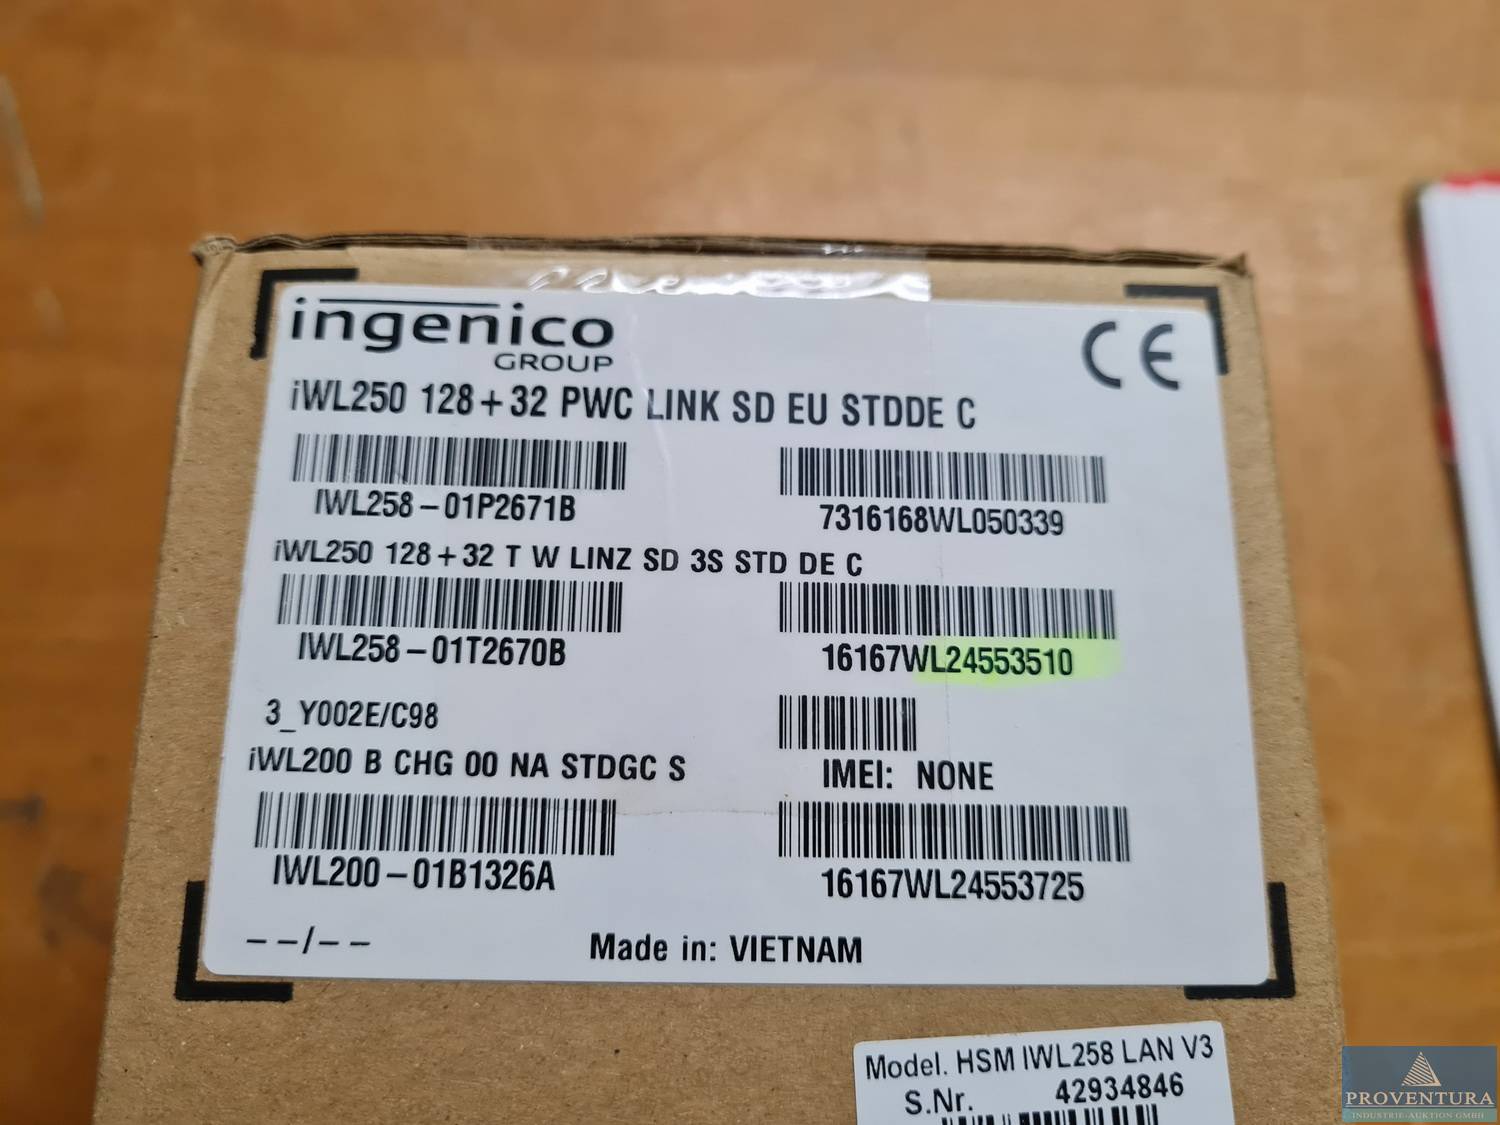 ingenico
GROUP
iWL250 128+32 PWC LINK SD EU STDDE C
IWL258-01P2671B
7316168WL050339
iWL250 128+32 T W LINZ SD 3S STD DE C
IWL258-01T2670B
16167WL24553510
3_Y002E/C98
iWL200 B CHG 00 NA STDGC S
IMEI: NONE
IWL200-01B1326A
16167WL24553725
--/--
Made in: VIETNAM
Model. HSM IWL258 LAN V3
S.Nr. 42934846
PROVENTURA
INDUSTRIE-AUKTION GMBH